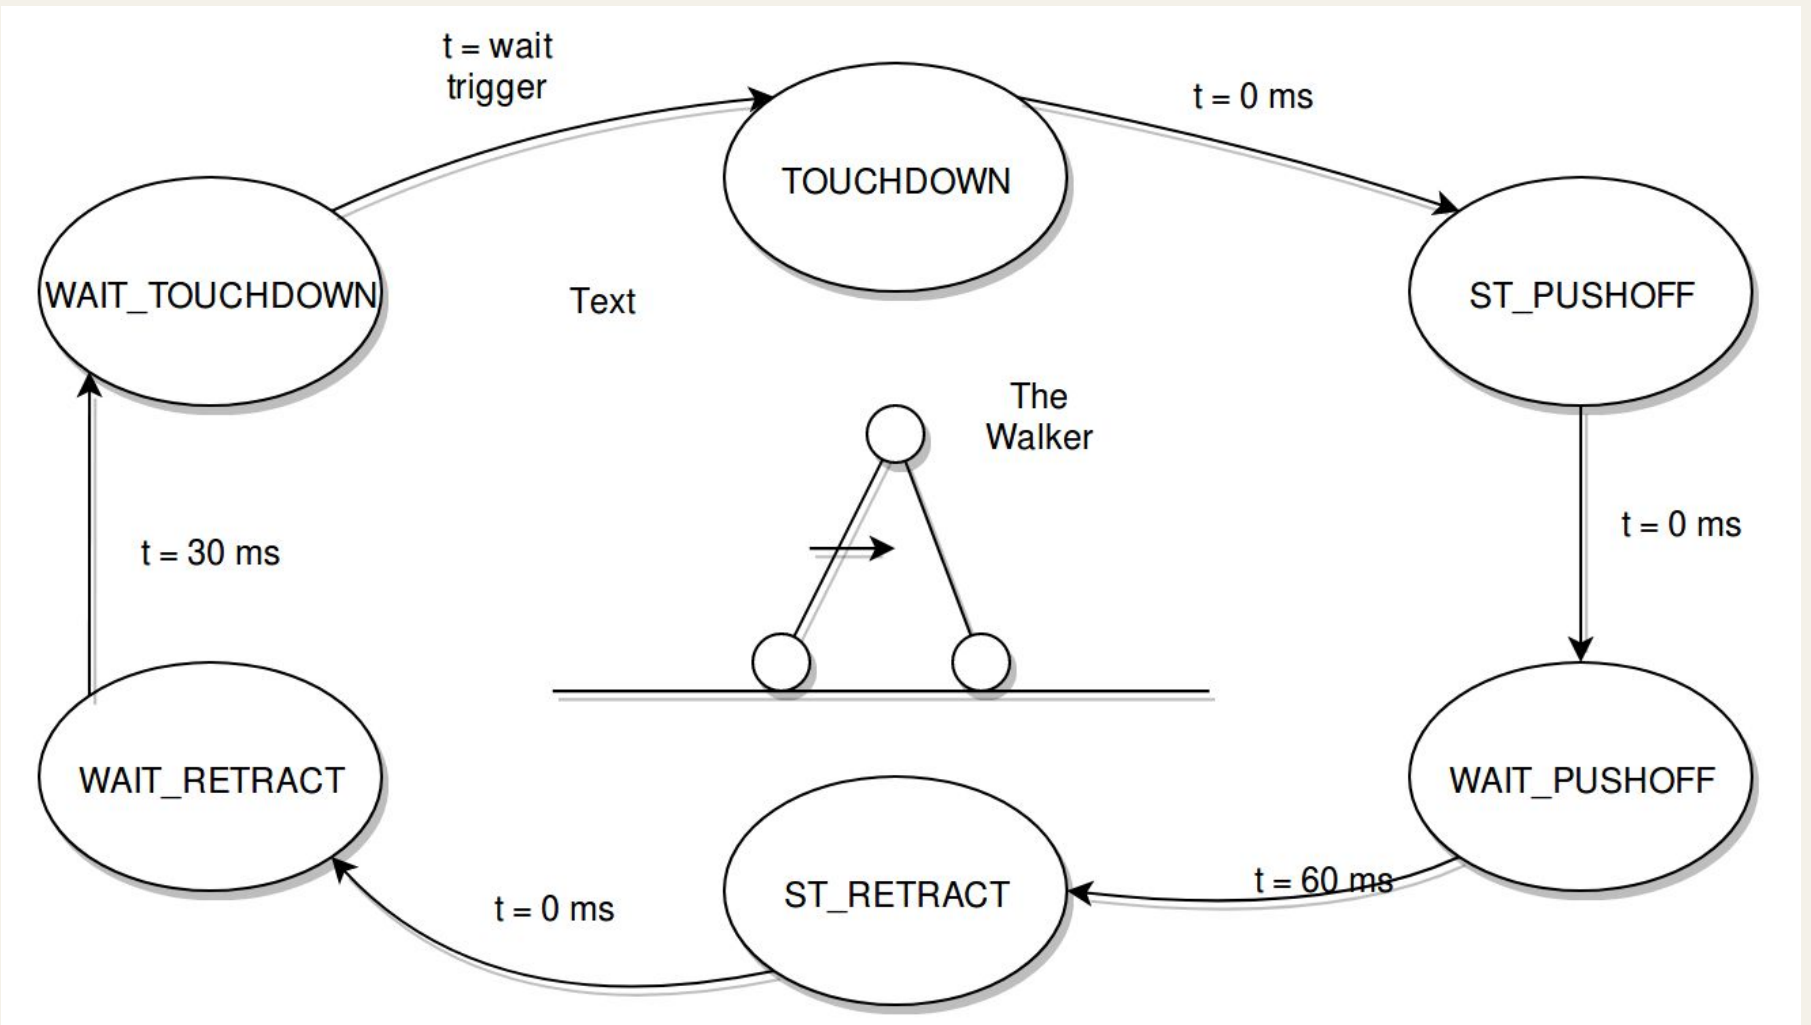 t = wait
trigger
t = 0 ms
TOUCHDOWN
WAIT_TOUCHDOWN
Text
ST_PUSHOFF
The
Walker
t = 0 ms
t = 30 ms
WAIT_RETRACT
WAIT_PUSHOFF
t = 60 ms
ST_RETRACT
t = 0 ms